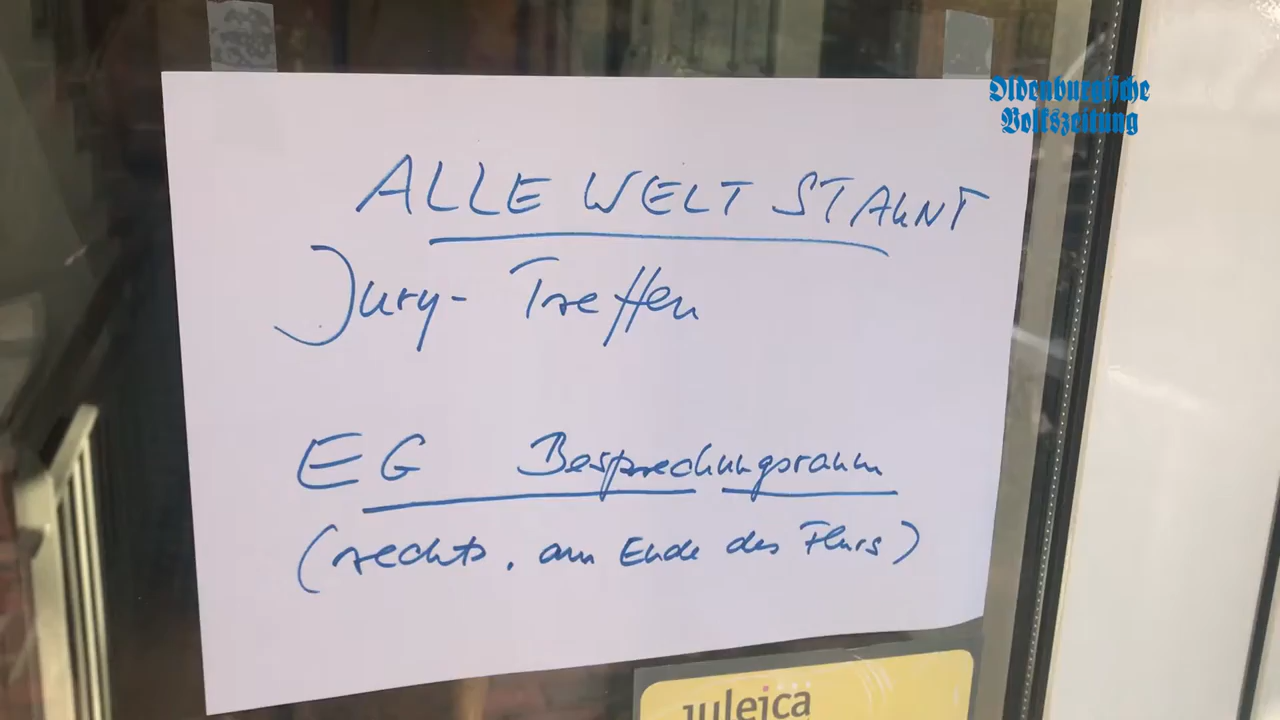 Oldenburgische
Volkszeitung
ALLE WELT STAUNT
Jury-Treffen
EG Besprechungsraum
(rechts, am Ende des Flurs)
juleica